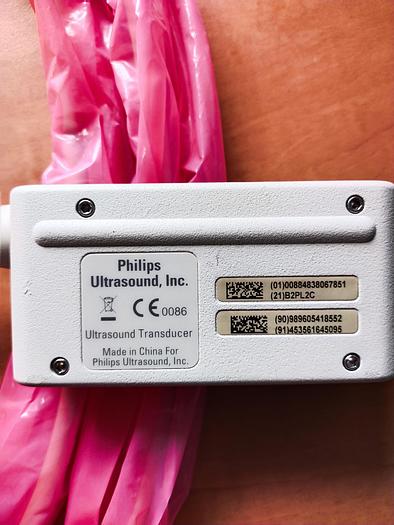 Philips
Ultrasound, Inc.
CE 0086
Ultrasound Transducer
Made in China For
Philips Ultrasound, Inc.
(01)00884838067851
(21)B2PL2C
(90)989605418552
(91)453561645095